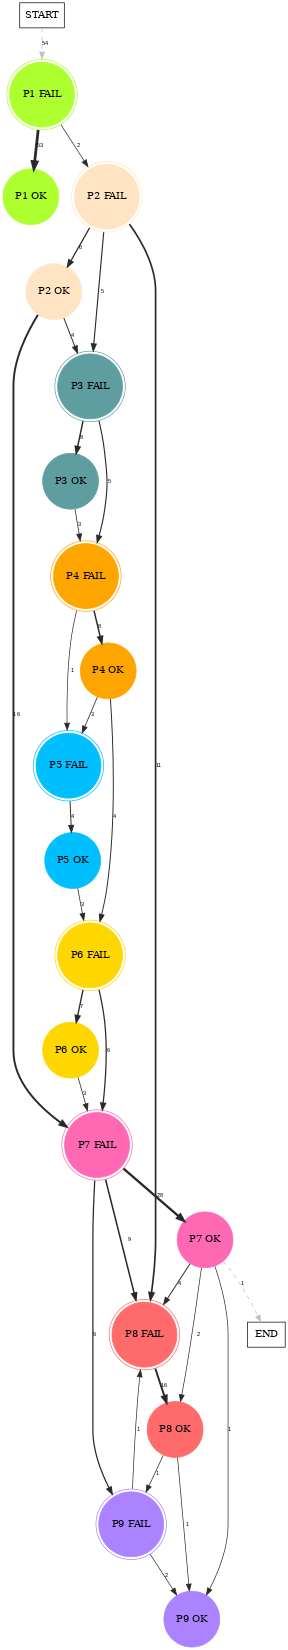 START
54
P1 FAIL
53
2
P1 OK
P2 FAIL
6
5
P2 OK
4
P3 FAIL
8
5
P3 OK
3
P4 FAIL
8
1
P4 OK
16
3
4
P5 FAIL
11
4
P5 OK
3
P6 FAIL
7
6
P6 OK
3
P7 FAIL
28
9
P7 OK
4
2
1
6
P8 FAIL
END
16
1
1
P8 OK
1
1
P9 FAIL
2
P9 OK